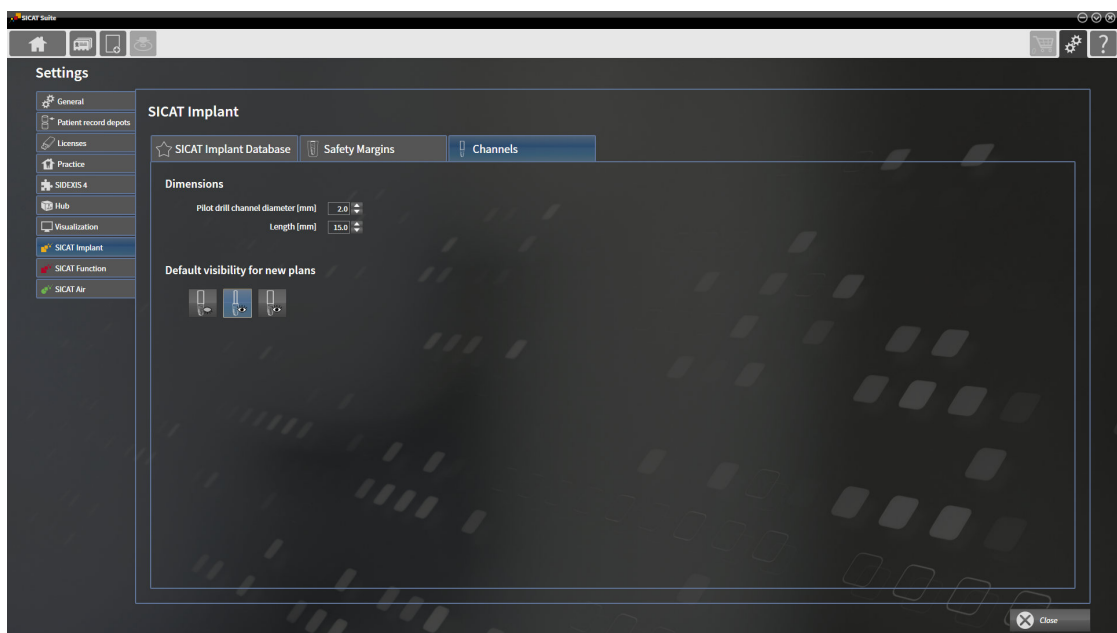 SICAT Suite
Settings
General
Patient record depots
Licenses
Practice
SIDEXIS 4
Hub
Visualization
SICAT Implant
SICAT Function
SICAT Air
SICAT Implant
SICAT Implant Database
Safety Margins
Channels
Dimensions
Pilot drill channel diameter [mm] 2.0
Length [mm] 15.0
Default visibility for new plans
Close